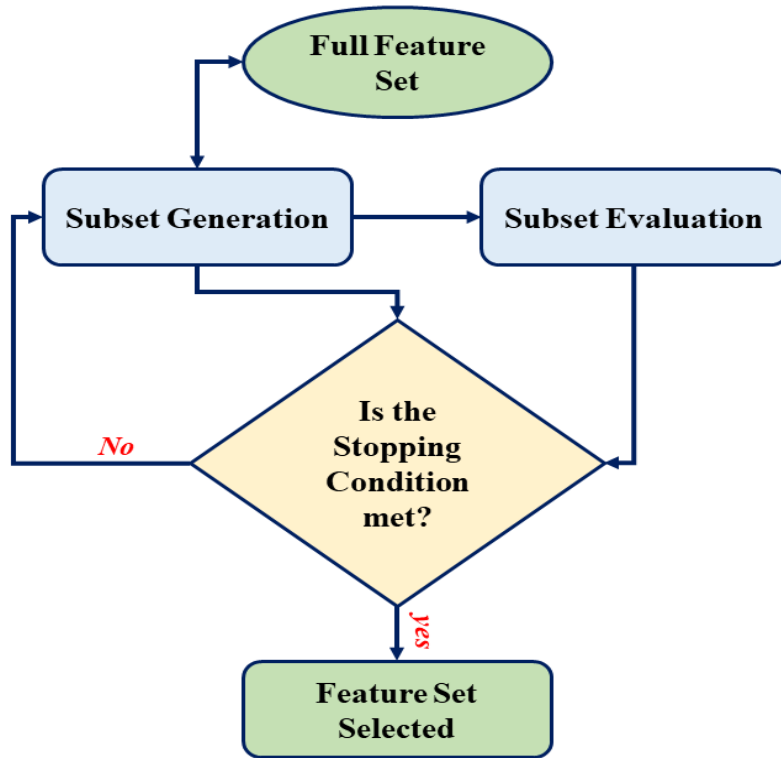 Full Feature
Set
Subset Generation
Subset Evaluation
Is the
Stopping
Condition
met?
No
yes
Feature Set
Selected